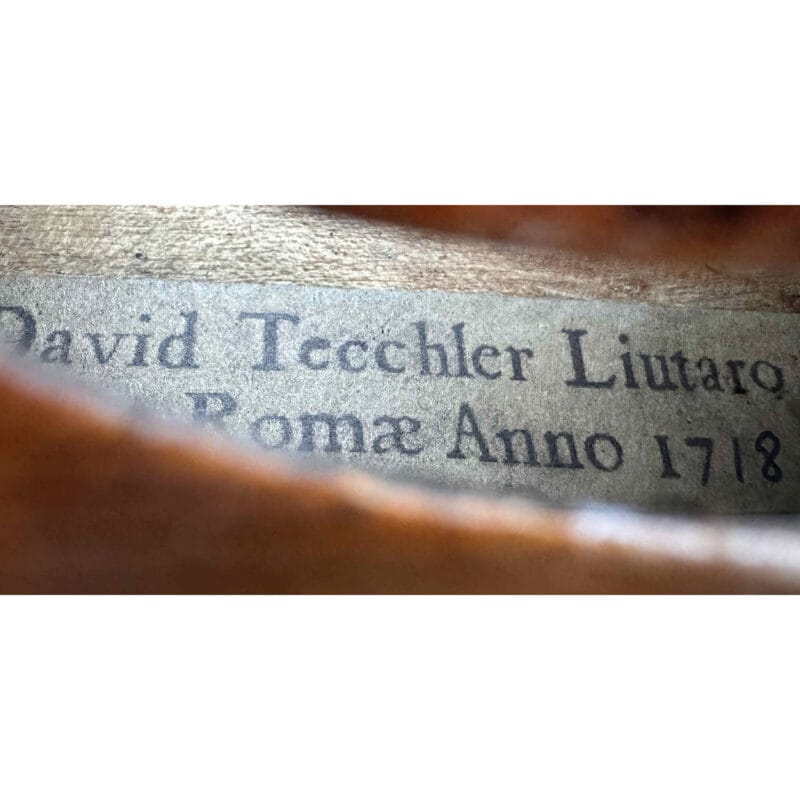 David Tecchler Liutaro
Romæ Anno 1718